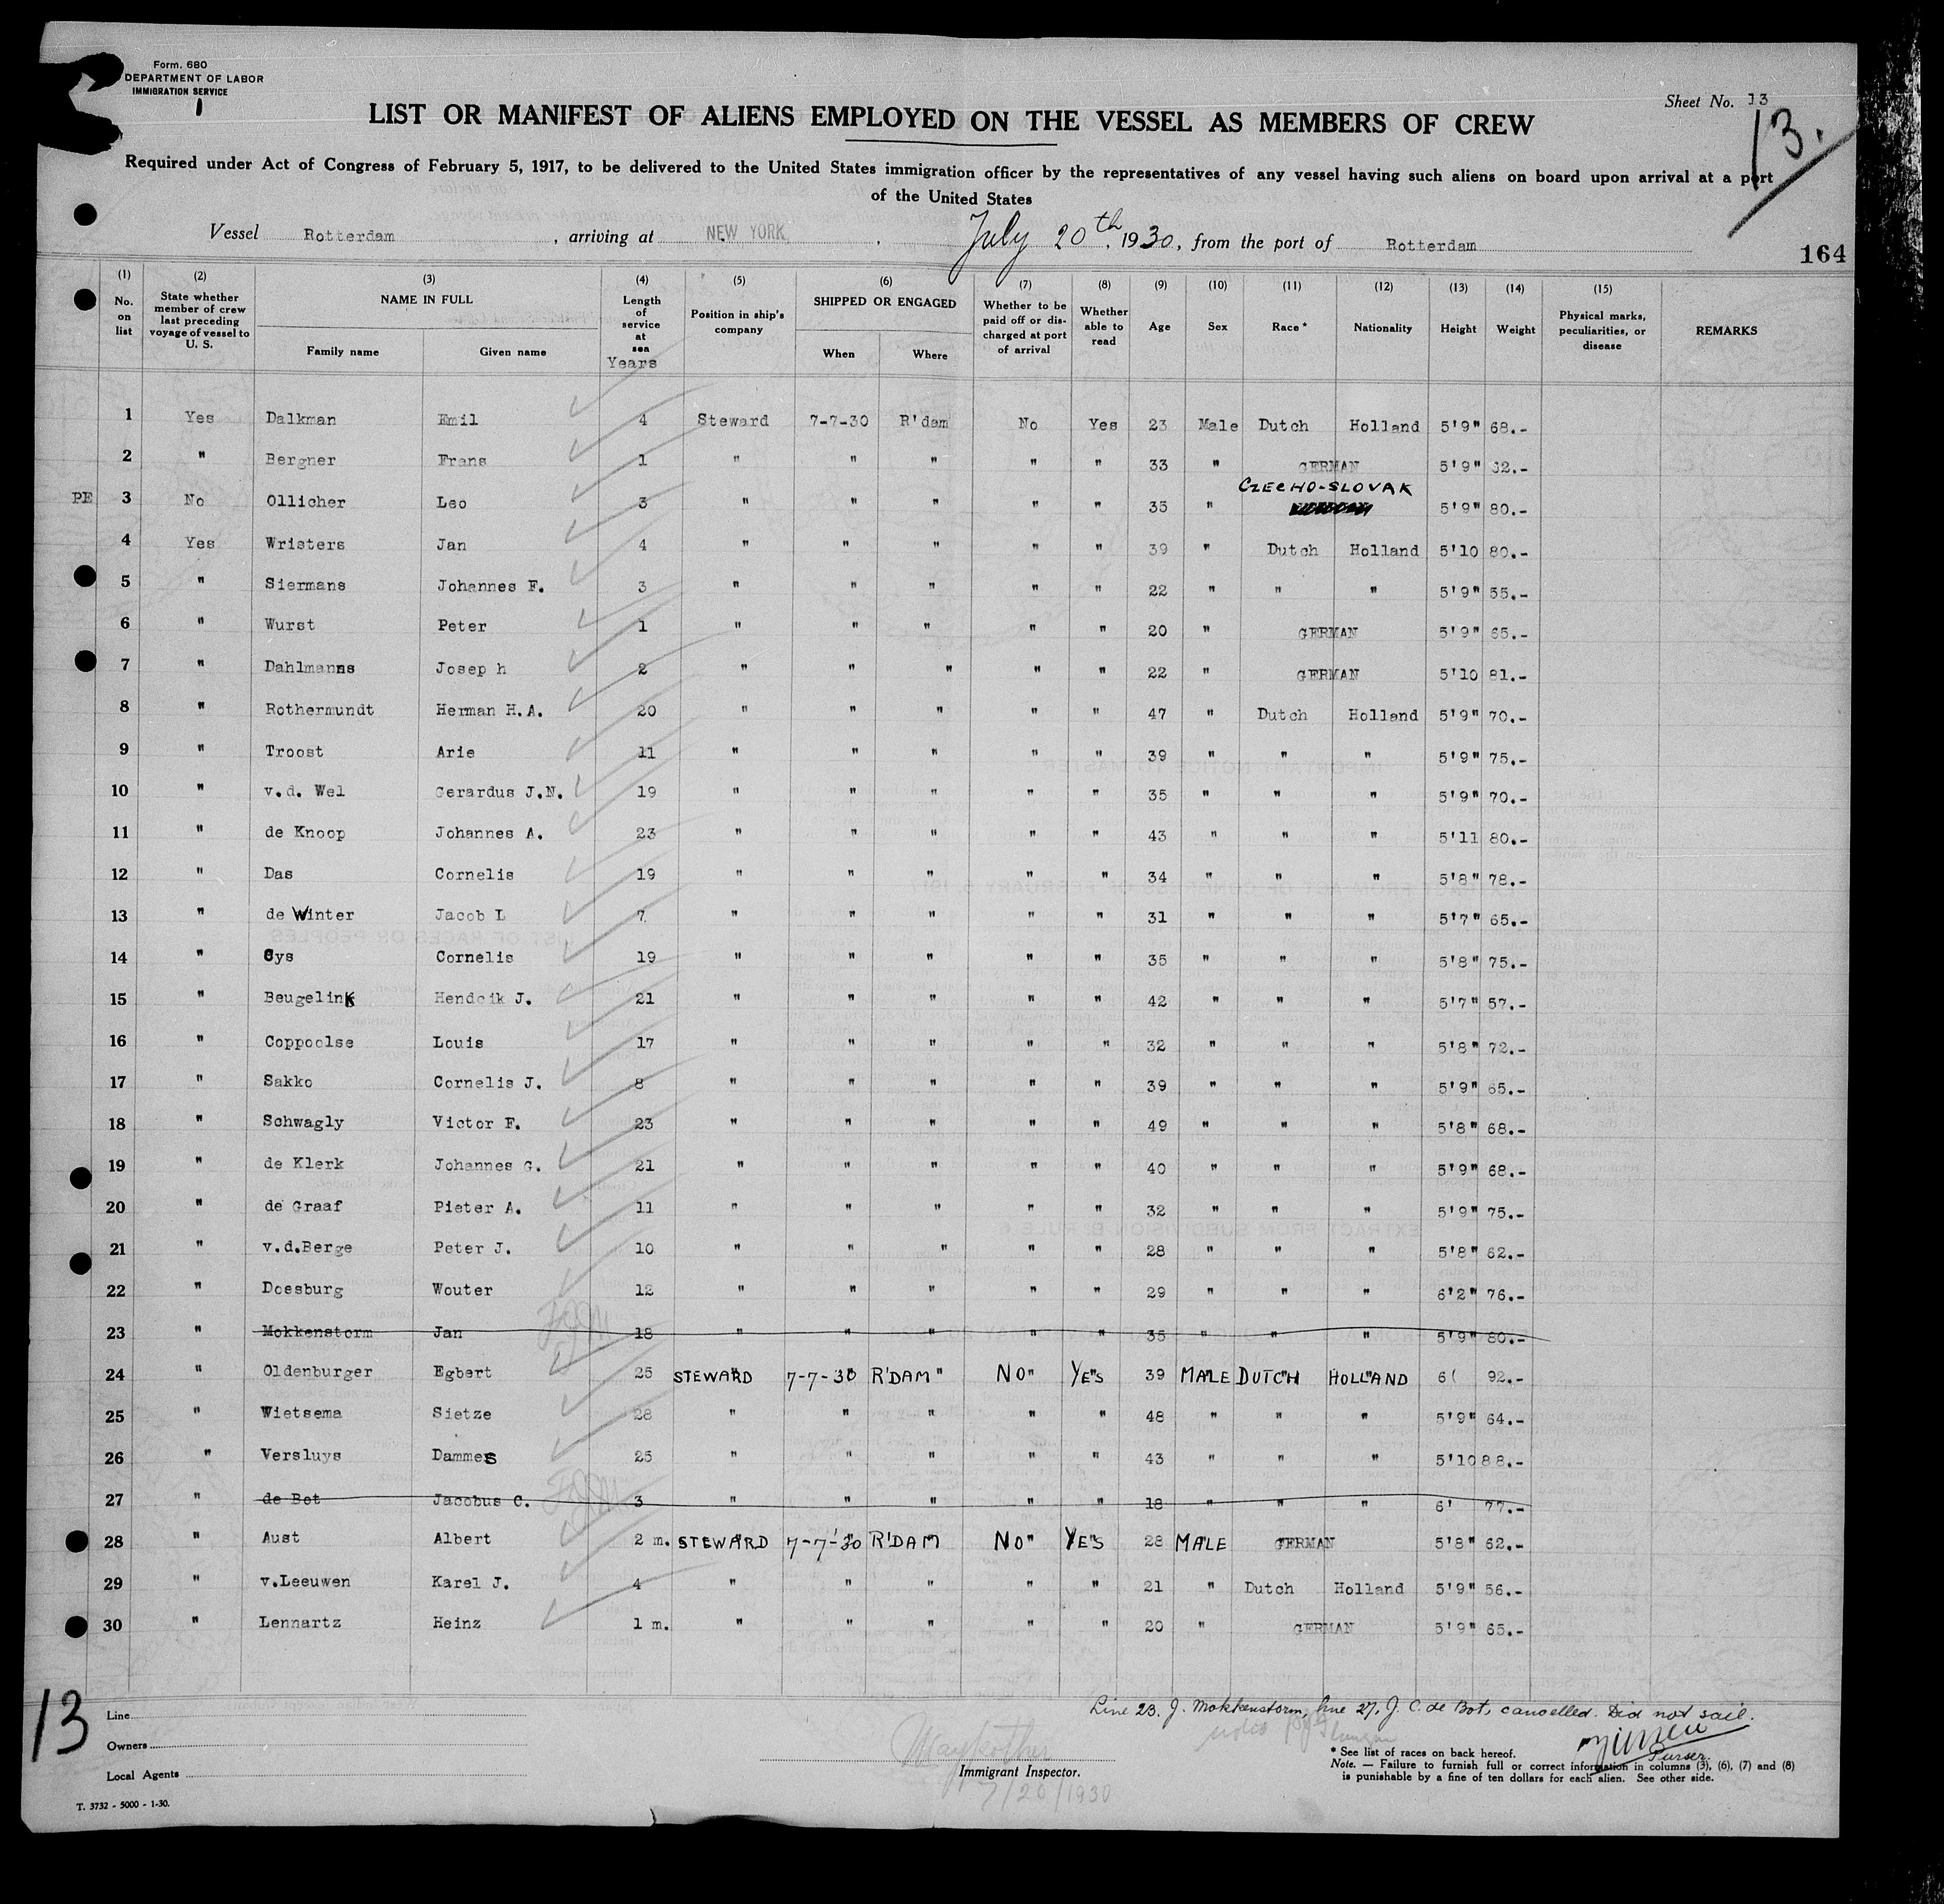 Form. 680
DEPARTMENT OF LABOR
IMMIGRATION SERVICE
1
Sheet No. 13
13.
LIST OR MANIFEST OF ALIENS EMPLOYED ON THE VESSEL AS MEMBERS OF CREW
Required under Act of Congress of February 5, 1917, to be delivered to the United States immigration officer by the representatives of any vessel having such aliens on board upon arrival at a port
of the United States
Vessel Rotterdam, arriving at NEW YORK, July 20th, 1930, from the port of Rotterdam
164
(1) No. on list (2) State whether member of crew last preceding voyage of vessel to U. S. (3) NAME IN FULL Family name Given name (4) Length of service at sea Years (5) Position in ship's company (6) SHIPPED OR ENGAGED When Where (7) Whether to be paid off or discharged at port of arrival (8) Whether able to read (9) Age (10) Sex (11) Race * (12) Nationality (13) Height (14) Weight (15) Physical marks, peculiarities, or disease REMARKS
1 Yes Dalkman Emil 4 Steward 7-7-30 R'dam No Yes 23 Male Dutch Holland 5'9" 68.-
2 " Bergner Frans 1 " " " " " 33 " GERMAN 5'9" 62.-
PE 3 No Ollicher Leo 3 " " " " " 35 " CZECHO-SLOVAK 5'9" 80.-
4 Yes Wristers Jan 4 " " " " " 39 " Dutch Holland 5'10 80.-
5 " Siermans Johannes F. 3 " " " " " 22 " " " 5'9" 55.-
6 " Wurst Peter 1 " " " " " 20 " GERMAN 5'9" 65.-
7 " Dahlmanns Joseph 2 " " " " " 22 " GERMAN 5'10 81.-
8 " Rothermundt Herman H.A. 20 " " " " " 47 " Dutch Holland 5'9" 70.-
9 " Troost Arie 11 " " " " " 39 " " " 5'9" 75.-
10 " v.d. Wel Gerardus J.N. 19 " " " " " 35 " " " 5'9" 70.-
11 " de Knoop Johannes A. 23 " " " " " 43 " " " 5'11 80.-
12 " Das Cornelis 19 " " " " " 34 " " " 5'8" 78.-
13 " de Winter Jacob L 7 " " " " " 31 " " " 5'7" 65.-
14 " Cys Cornelis 19 " " " " " 35 " " " 5'8" 75.-
15 " Beugelink Hendcik J. 21 " " " " " 42 " " " 5'7" 57.-
16 " Coppoolse Louis 17 " " " " " 32 " " " 5'8" 72.-
17 " Sakko Cornelis J. 8 " " " " " 39 " " " 5'9" 65.-
18 " Schwagly Victor F. 23 " " " " " 49 " " " 5'8" 68.-
19 " de Klerk Johannes G. 21 " " " " " 40 " " " 5'9" 68.-
20 " de Graaf Pieter A. 11 " " " " " 32 " " " 5'9" 75.-
21 " v.d.Berge Peter J. 10 " " " " " 28 " " " 5'8" 62.-
22 " Doesburg Wouter 12 " " " " " 29 " " " 6'2" 76.-
23 " Mokkenstorm Jan 18 " " " " " 35 " " " 5'9" 80.-
24 " Oldenburger Egbert 25 STEWARD 7-7-30 R'DAM NO YES 39 MALE DUTCH HOLLAND 6( 92.-
25 " Wietsema Sietze 28 " " " " " 48 " " " 5'9" 64.-
26 " Versluys Dammes 25 " " " " " 43 " " " 5'10 88.-
27 " de Bot Jacobus C. 3 " " " " " 18 " " " 6' 77.-
28 " Aust Albert 2 m. STEWARD 7-7-30 R'DAM NO YES 28 MALE GERMAN 5'8" 62.-
29 " v.Leeuwen Karel J. 4 " " " " " 21 " Dutch Holland 5'9" 56.-
30 " Lennartz Heinz 1 m. " " " " " 20 " GERMAN 5'9" 65.-
13
Line 23. J. Mokkenstorm, line 27, J. C. de Bot, cancelled. Did not sail.
Purser.
Line
Owners
Local Agents
Immigrant Inspector.
7/20/1930
* See list of races on back hereof.
Note. — Failure to furnish full or correct information in columns (3), (6), (7) and (8)
is punishable by a fine of ten dollars for each alien. See other side.
T. 3732 - 5000 - 1-30.